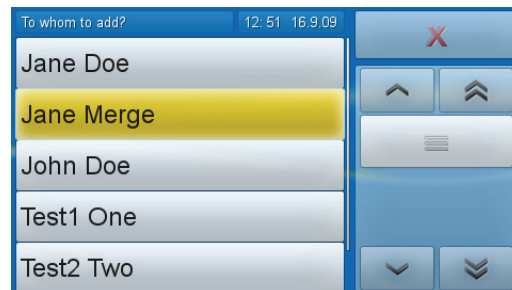 To whom to add? 12:51 16.9.09
Jane Doe
Jane Merge
John Doe
Test1 One
Test2 Two